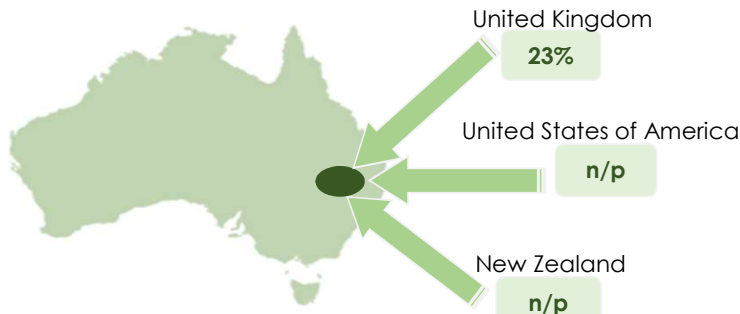 United Kingdom
23%
United States of America
n/p
New Zealand
n/p